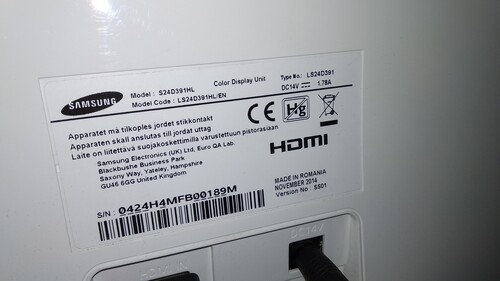 SAMSUNG
Model : S24D391HL Color Display Unit Type No.: LS24D391
Model Code : LS24D391HL/EN DC14V 1.78A
Apparatet må tilkoples jordet stikkontakt
Apparaten skall anslutas till jordat uttag
Laite on liitettävä suojakoskettimilla varustettuun pistorasiaan
Samsung Electronics (UK) Ltd, Euro QA Lab.
Blackbushe Business Park
Saxony Way, Yateley, Hampshire
GU46 6GG United Kingdom
CE
Hg
HDMI
MADE IN ROMANIA
NOVEMBER 2014
Version No : SS01
S/N : 0424H4MFB00189M
DC14V